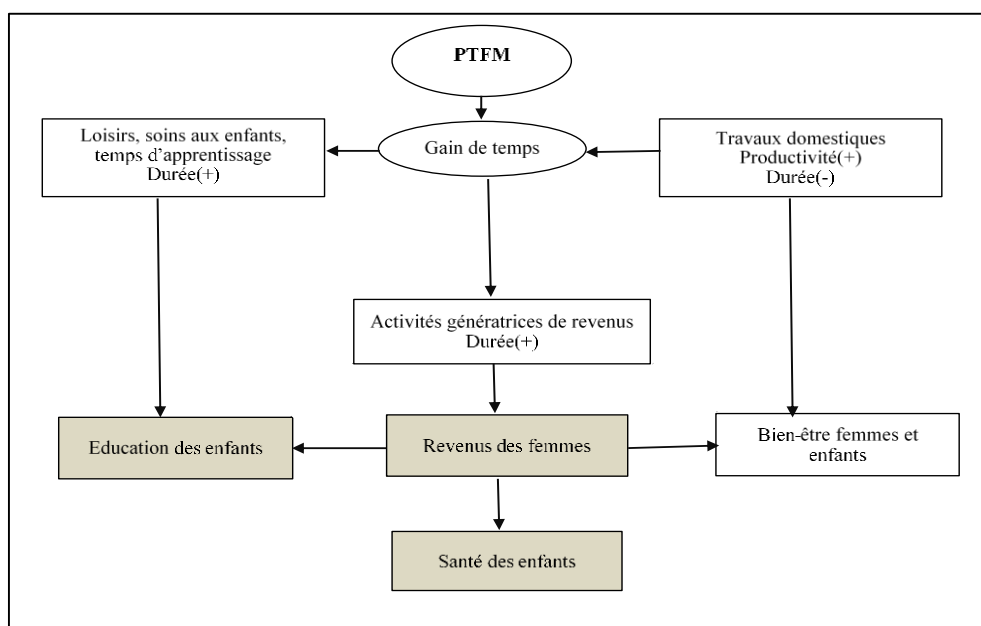 PTFM
Loisirs, soins aux enfants,
temps d’apprentissage
Durée(+)
Gain de temps
Travaux domestiques
Productivité(+)
Durée(-)
Activités génératrices de revenus
Durée(+)
Education des enfants
Revenus des femmes
Bien-être femmes et
enfants
Santé des enfants